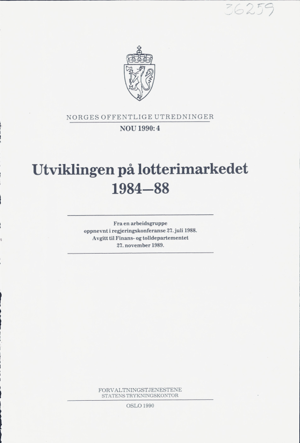 36259
NORGES OFFENTLIGE UTREDNINGER
NOU 1990: 4
Utviklingen på lotterimarkedet
1984—88
Fra en arbeidsgruppe
oppnevnt i regjeringskonferanse 27. juli 1988.
Avgitt til Finans- og tolldepartementet
27. november 1989.
FORVALTNINGSTJENESTENE
STATENS TRYKNINGSKONTOR
OSLO 1990